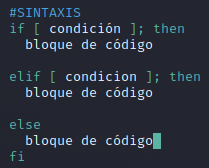 #SINTAXIS
if [ condición ]; then
  bloque de código

elif [ condicion ]; then
  bloque de código

else
  bloque de código
fi